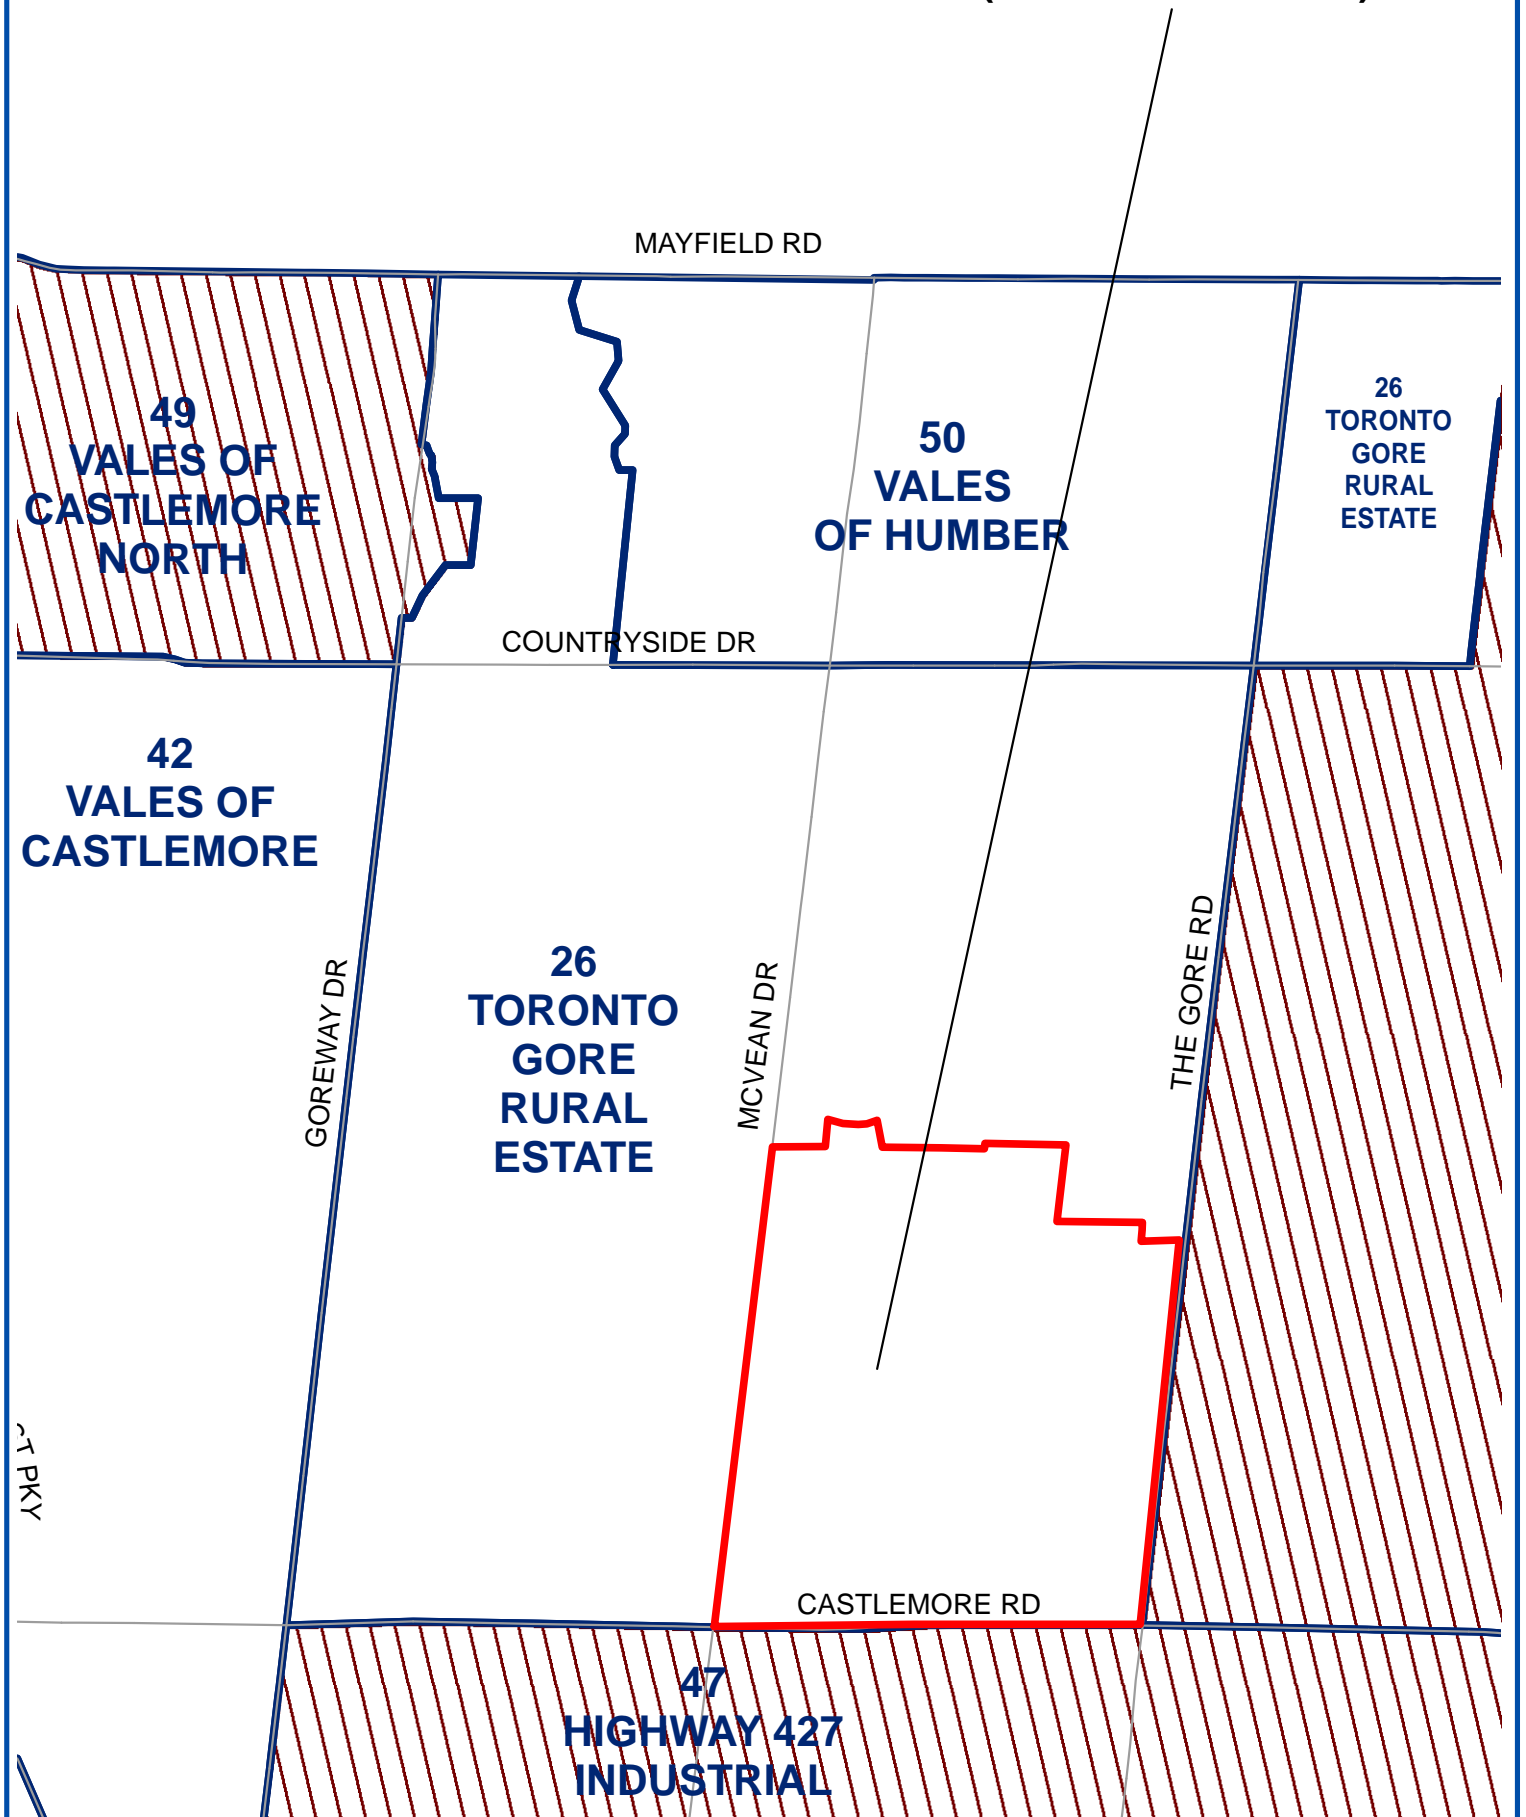 MAYFIELD RD
49
VALES OF
CASTLEMORE
NORTH
50
VALES
OF HUMBER
26
TORONTO
GORE
RURAL
ESTATE
COUNTRYSIDE DR
42
VALES OF
CASTLEMORE
GOREWAY DR
26
TORONTO
GORE
RURAL
ESTATE
MCVEAN DR
THE GORE RD
PKY
CASTLEMORE RD
47
HIGHWAY 427
INDUSTRIAL